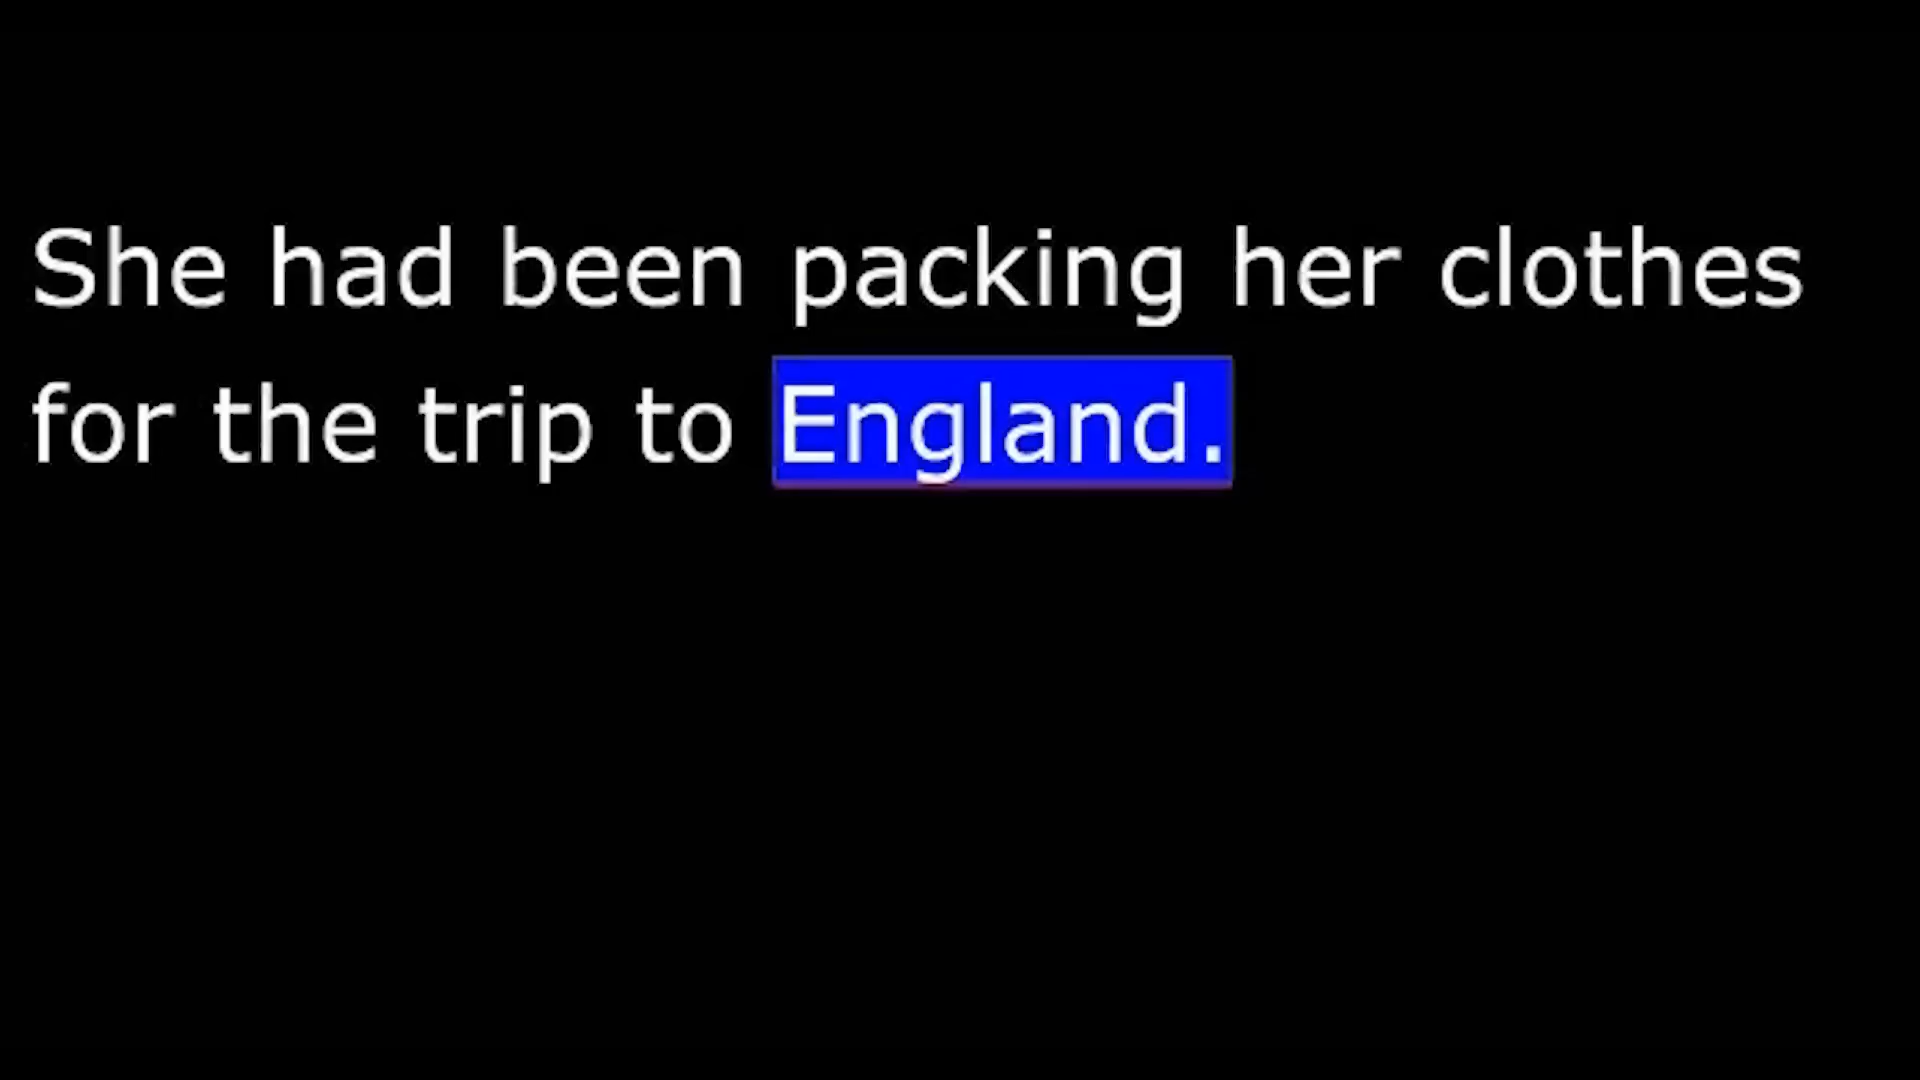 She had been packing her clothes
for the trip to England.